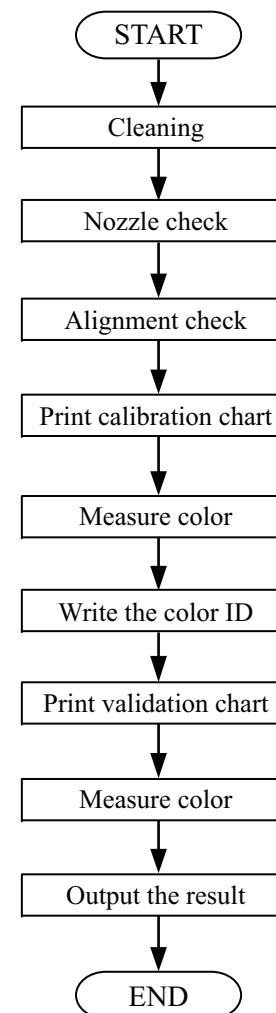 START
Cleaning
Nozzle check
Alignment check
Print calibration chart
Measure color
Write the color ID
Print validation chart
Measure color
Output the result
END